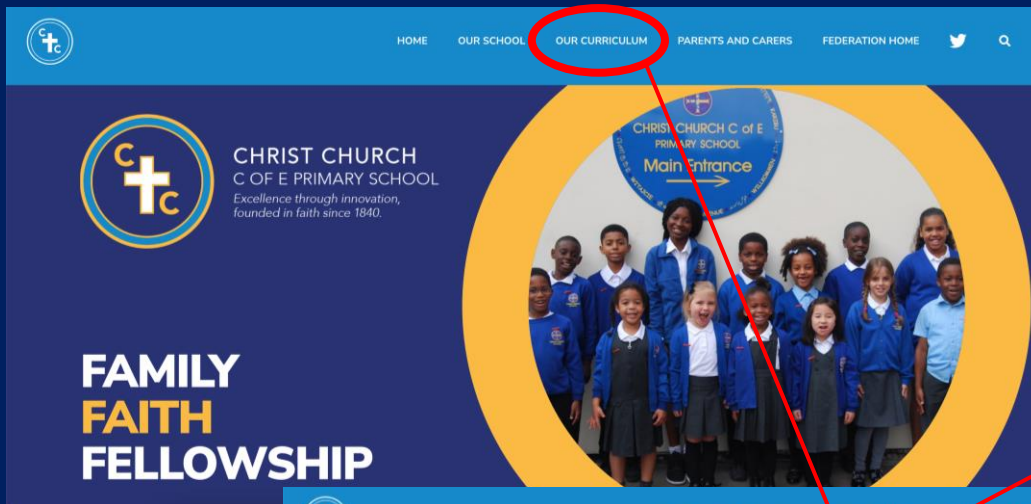 C
C
HOME OUR SCHOOL OUR CURRICULUM PARENTS AND CARERS FEDERATION HOME
C
C
CHRIST CHURCH
C OF E PRIMARY SCHOOL
Excellence through innovation,
founded in faith since 1840.
CHRIST CHURCH C of E
PRIMARY SCHOOL
Main Entrance
FAMILY
FAITH
FELLOWSHIP